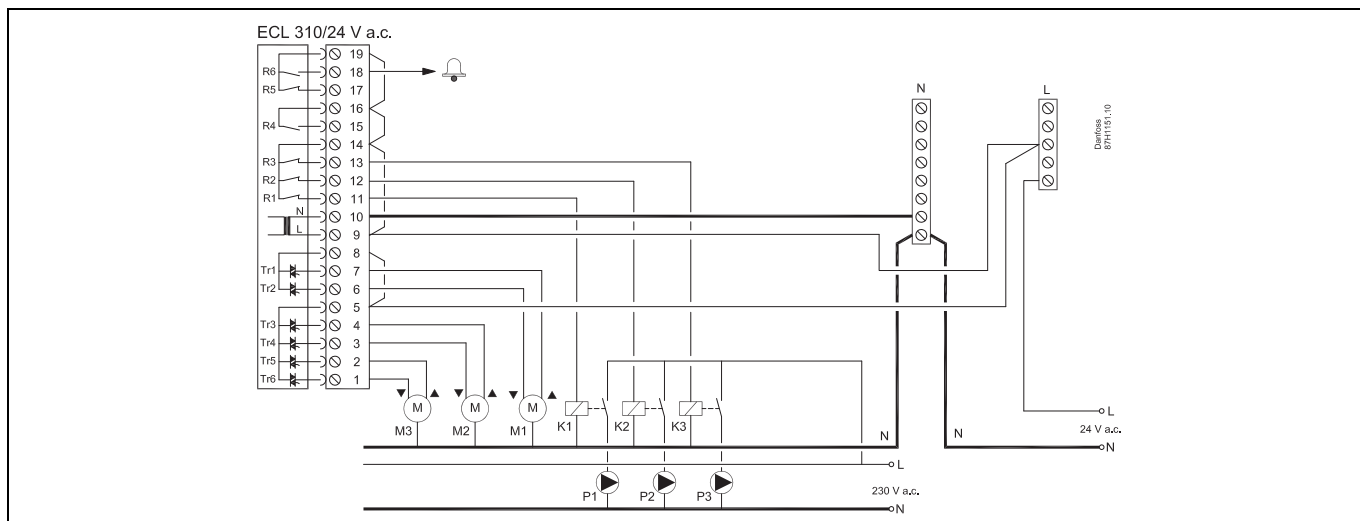 ECL 310/24 V a.c.
19
R6 18
R5 17
16
R4 15
14
R3 13
R2 12
R1 11
N 10
L 9
8
Tr1 7
Tr2 6
5
Tr3 4
Tr4 3
Tr5 2
Tr6 1
N
L
Danfoss
87H1151.10
M M M
M3 M2 M1 K1 K2 K3
N N
L
24 V a.c.
N
L
P1 P2 P3
230 V a.c.
N